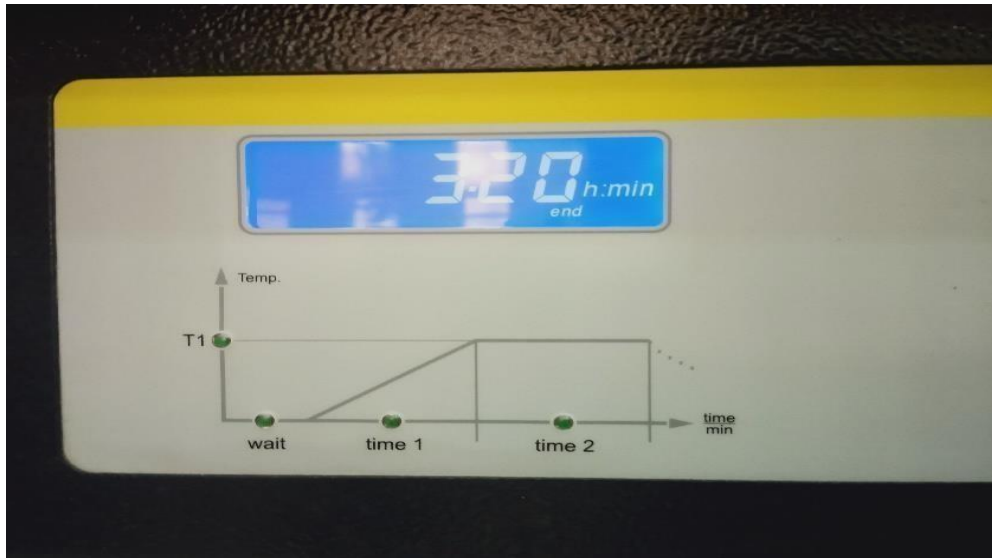 3:20 h:min
end
Temp.
T1
wait
time 1
time 2
time
min